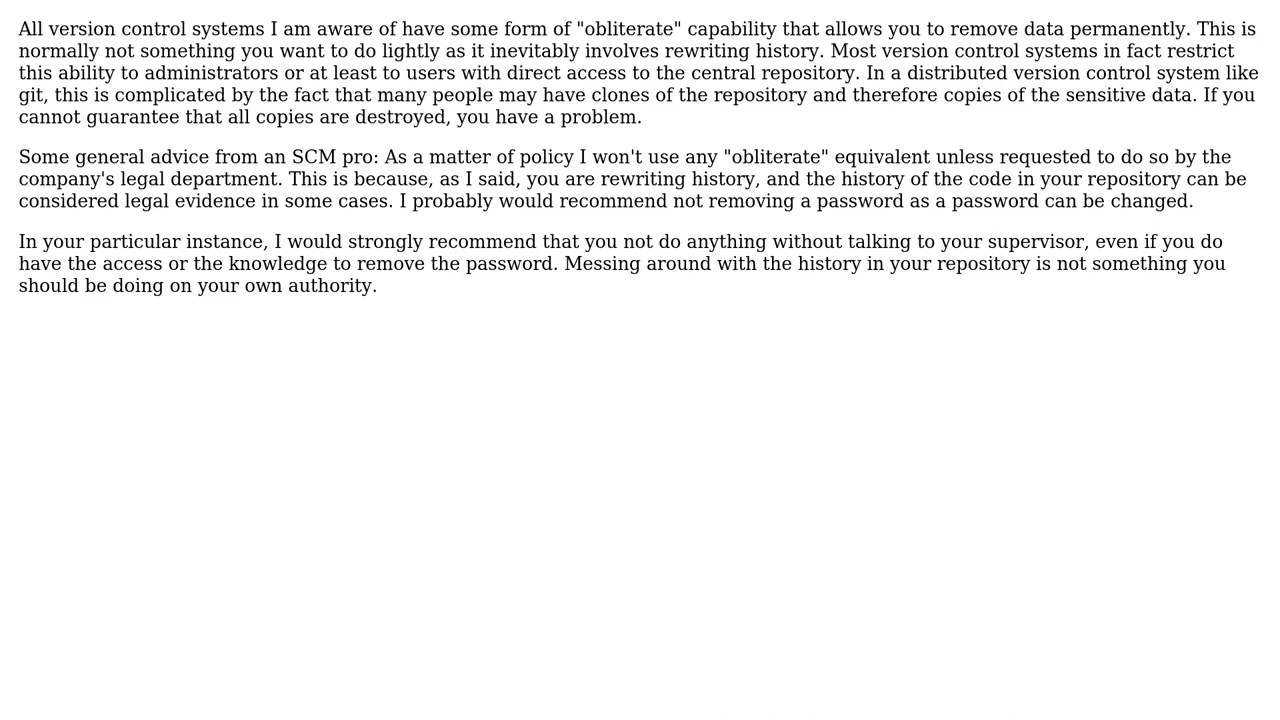 All version control systems I am aware of have some form of "obliterate" capability that allows you to remove data permanently. This is
normally not something you want to do lightly as it inevitably involves rewriting history. Most version control systems in fact restrict
this ability to administrators or at least to users with direct access to the central repository. In a distributed version control system like
git, this is complicated by the fact that many people may have clones of the repository and therefore copies of the sensitive data. If you
cannot guarantee that all copies are destroyed, you have a problem.
Some general advice from an SCM pro: As a matter of policy I won't use any "obliterate" equivalent unless requested to do so by the
company's legal department. This is because, as I said, you are rewriting history, and the history of the code in your repository can be
considered legal evidence in some cases. I probably would recommend not removing a password as a password can be changed.
In your particular instance, I would strongly recommend that you not do anything without talking to your supervisor, even if you do
have the access or the knowledge to remove the password. Messing around with the history in your repository is not something you
should be doing on your own authority.